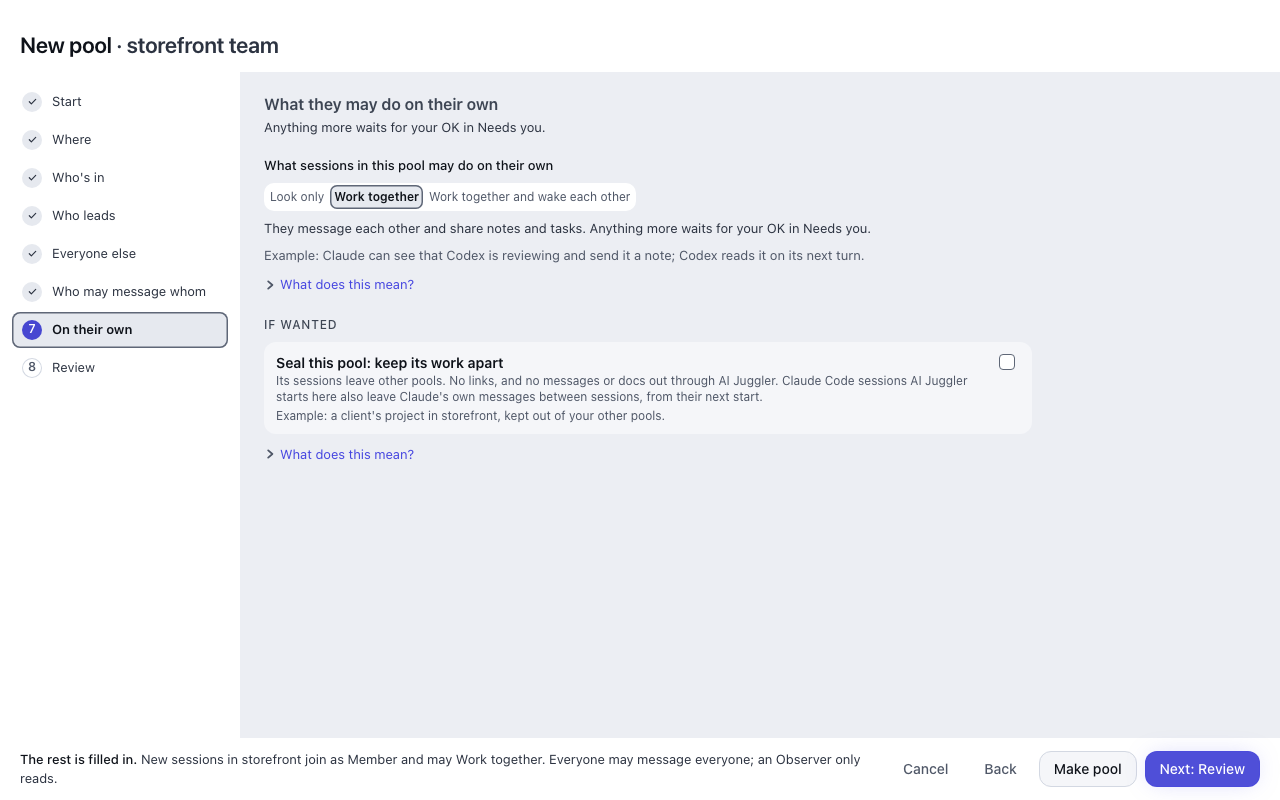 New pool · storefront team
Start
Where
Who's in
Who leads
Everyone else
Who may message whom
7 On their own
8 Review
What they may do on their own
Anything more waits for your OK in Needs you.
What sessions in this pool may do on their own
Look only Work together Work together and wake each other
They message each other and share notes and tasks. Anything more waits for your OK in Needs you.
Example: Claude can see that Codex is reviewing and send it a note; Codex reads it on its next turn.
What does this mean?
IF WANTED
Seal this pool: keep its work apart
Its sessions leave other pools. No links, and no messages or docs out through AI Juggler. Claude Code sessions AI Juggler
starts here also leave Claude's own messages between sessions, from their next start.
Example: a client's project in storefront, kept out of your other pools.
What does this mean?
The rest is filled in. New sessions in storefront join as Member and may Work together. Everyone may message everyone; an Observer only
reads.
Cancel Back Make pool Next: Review